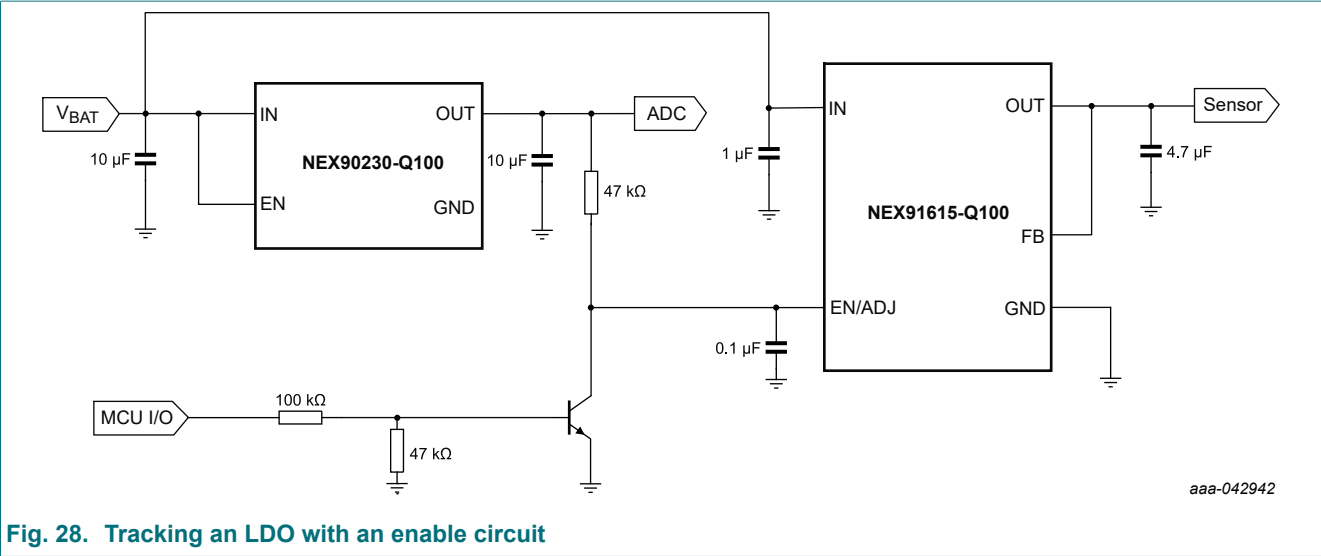 V_BAT
10 µF
IN
EN
OUT
GND
NEX90230-Q100
10 µF
ADC
47 kΩ
1 µF
IN
EN/ADJ
OUT
FB
GND
NEX91615-Q100
Sensor
4.7 µF
0.1 µF
MCU I/O
100 kΩ
47 kΩ
aaa-042942
Fig. 28. Tracking an LDO with an enable circuit